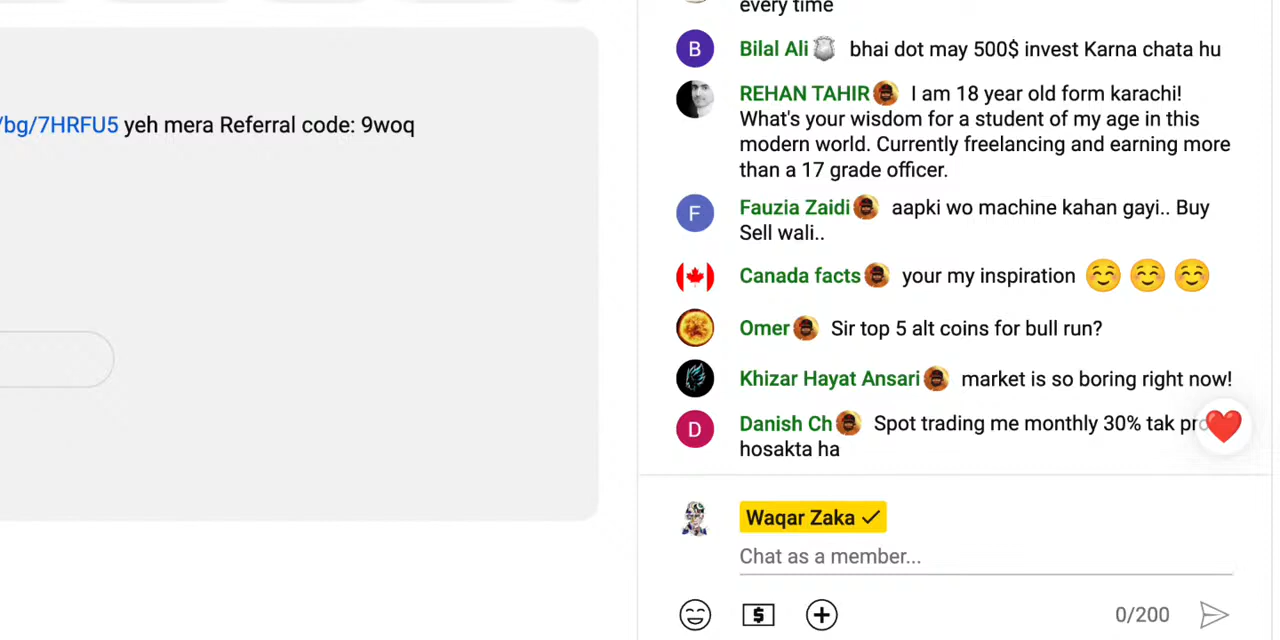 /bg/7HRFU5 yeh mera Referral code: 9woq
every time
B Bilal Ali bhai dot may 500$ invest Karna chata hu
REHAN TAHIR I am 18 year old form karachi!
What's your wisdom for a student of my age in this
modern world. Currently freelancing and earning more
than a 17 grade officer.
F Fauzia Zaidi aapki wo machine kahan gayi.. Buy
Sell wali..
Canada facts your my inspiration
Omer Sir top 5 alt coins for bull run?
Khizar Hayat Ansari market is so boring right now!
D Danish Ch Spot trading me monthly 30% tak
hosakta ha
Waqar Zaka
Chat as a member...
$ 0/200